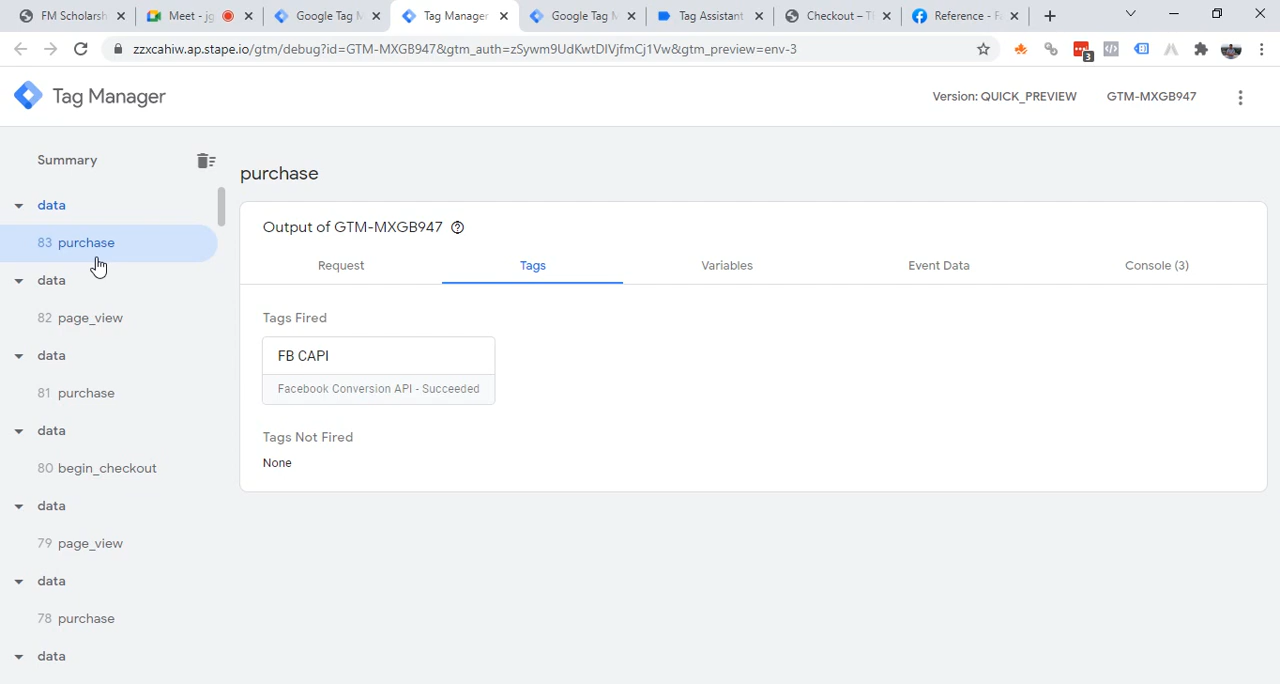 FM Scholarsh
Meet - jg
Google Tag M
Tag Manager
Google Tag M
Tag Assistant
Checkout – T
Reference - F
zzxcahiw.ap.stape.io/gtm/debug?id=GTM-MXGB947&gtm_auth=zSywm9UdKwtDIVjfmCj1Vw&gtm_preview=env-3
3
Tag Manager
Version: QUICK_PREVIEW
GTM-MXGB947
Summary
data
83 purchase
data
82 page_view
data
81 purchase
data
80 begin_checkout
data
79 page_view
data
78 purchase
data
purchase
Output of GTM-MXGB947
Request
Tags
Variables
Event Data
Console (3)
Tags Fired
FB CAPI
Facebook Conversion API - Succeeded
Tags Not Fired
None